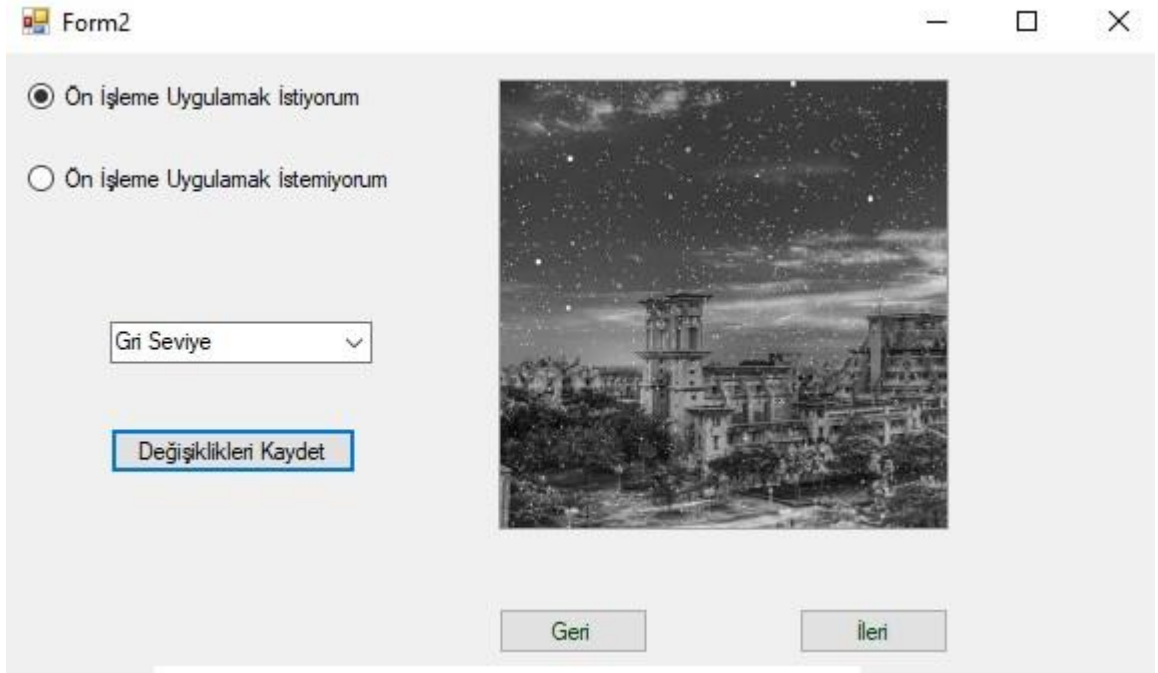 Form2
Ön İşleme Uygulamak İstiyorum
Ön İşleme Uygulamak İstemiyorum
Gri Seviye
Değişiklikleri Kaydet
Geri
İleri